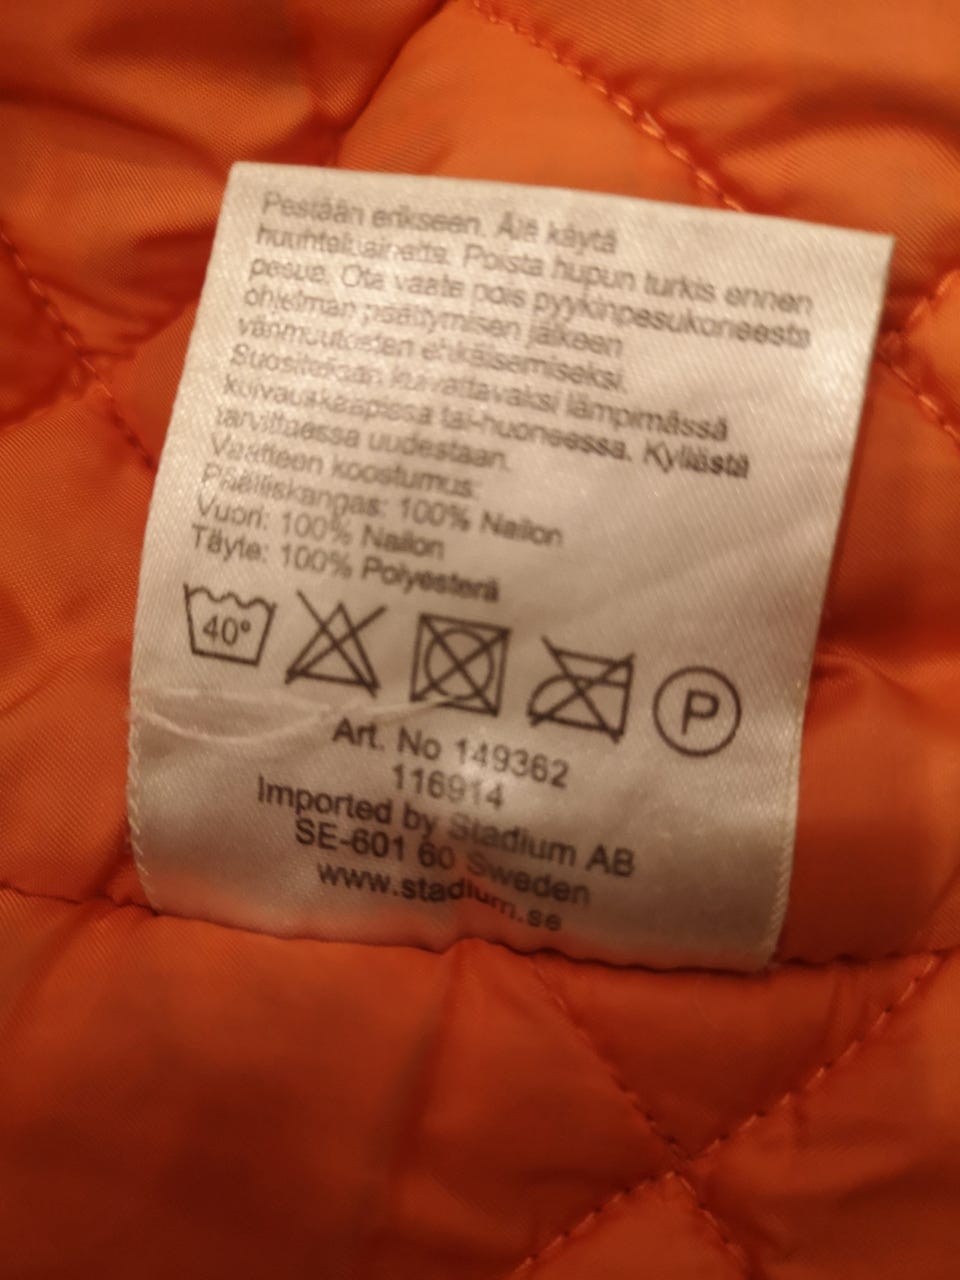 Pestään erikseen. Älä käytä
huuhteluainetta. Poista hupun turkis ennen
pesua. Ota vaate pois pyykinpesukoneesta
ohjelman päättymisen jälkeen
värimuutosten ehkäisemiseksi.
Suositellaan kuivattavaksi lämpimässä
kuivauskaapissa tai-huoneessa. Kyllästä
tarvittaessa uudestaan.
Vaatteen koostumus:
Päälliskangas: 100% Nailon
Vuori: 100% Nailon
Täyte: 100% Polyesteriä
40° P
Art. No 149362
116914
Imported by Stadium AB
SE-601 60 Sweden
www.stadium.se